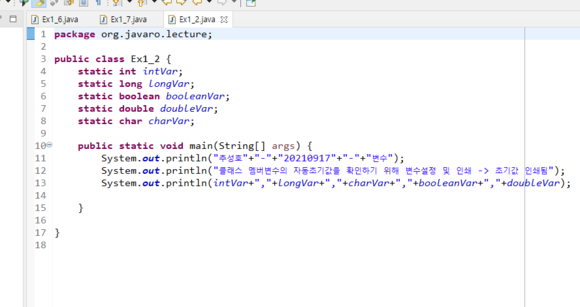 Ex1_6.java Ex1_7.java Ex1_2.java
1 package org.javaro.lecture;
2
3 public class Ex1_2 {
4 static int intVar;
5 static long longVar;
6 static boolean booleanVar;
7 static double doubleVar;
8 static char charVar;
9
10 public static void main(String[] args) {
11 System.out.println("주성호"+"-"+"20210917"+"-"+"변수");
12 System.out.println("클래스 멤버변수의 자동초기값을 확인하기 위해 변수설정 및 인쇄 -> 초기값 인쇄됨");
13 System.out.println(intVar+","+longVar+","+charVar+","+booleanVar+","+doubleVar);
14
15 }
16
17 }
18